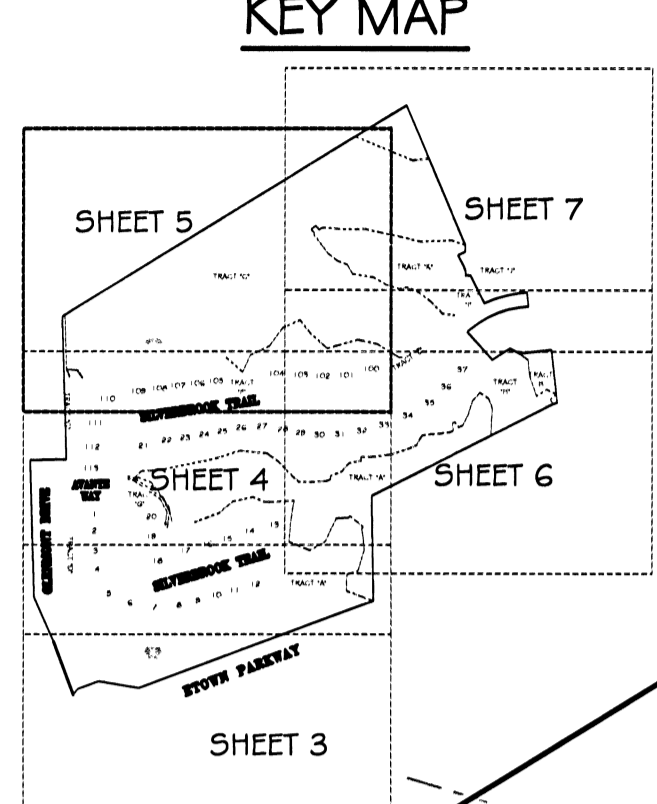 KEY MAP
SHEET 5
SHEET 7
TRACT "A"
TRACT "J"
104 103 102 101 100
37
36
35
34
110 109 108 107 106 105 TRACT
SILVERBROOK TRAIL
111
112
113
21 22 23 24 25 26 27 28 29 30 31 32 33
AVANTE WAY
SHEET 4
TRACT "A"
SHEET 6
1
2
3
4
5 6 7 8 9 10 11 12
20
19
18
17 16 15 14 13
SILVERBROOK TRAIL
TRACT "A"
ETOWN PARKWAY
SHEET 3